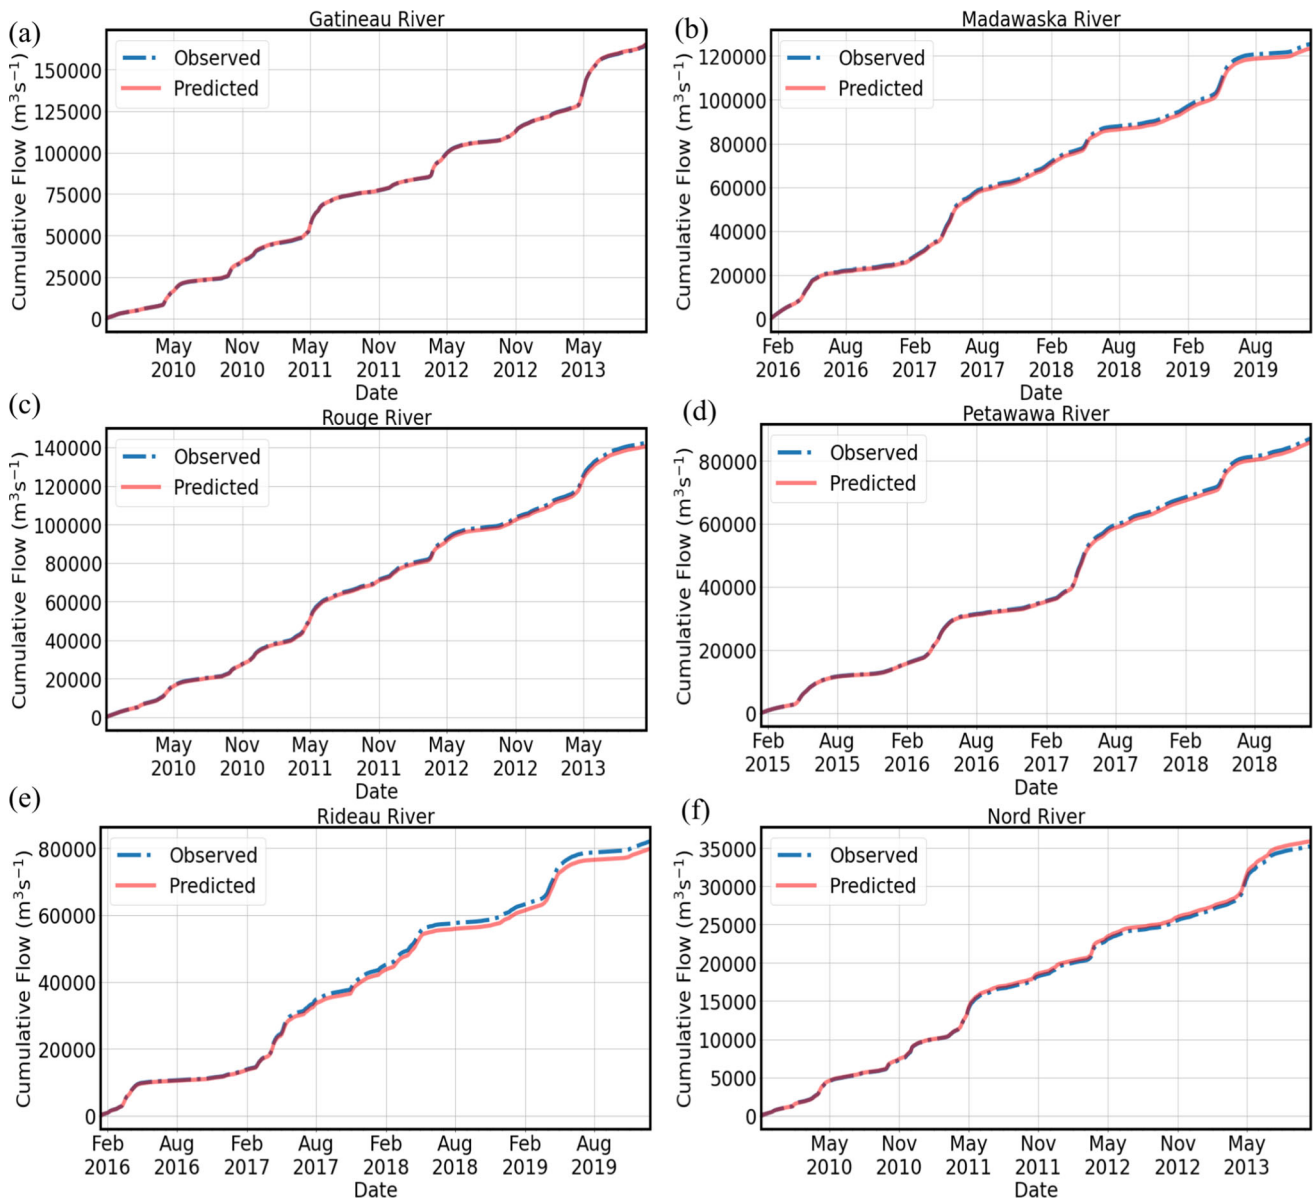 (a)
Gatineau River
Observed
Predicted
Cumulative Flow (m³s⁻¹)
150000
125000
100000
75000
50000
25000
0
May Nov May Nov May Nov May
2010 2010 2011 2011 2012 2012 2013
Date
(b)
Madawaska River
Observed
Predicted
Cumulative Flow (m³s⁻¹)
120000
100000
80000
60000
40000
20000
0
Feb Aug Feb Aug Feb Aug Feb Aug
2016 2016 2017 2017 2018 2018 2019 2019
Date
(c)
Rouge River
Observed
Predicted
Cumulative Flow (m³s⁻¹)
140000
120000
100000
80000
60000
40000
20000
0
May Nov May Nov May Nov May
2010 2010 2011 2011 2012 2012 2013
Date
(d)
Petawawa River
Observed
Predicted
Cumulative Flow (m³s⁻¹)
80000
60000
40000
20000
0
Feb Aug Feb Aug Feb Aug Feb Aug
2015 2015 2016 2016 2017 2017 2018 2018
Date
(e)
Rideau River
Observed
Predicted
Cumulative Flow (m³s⁻¹)
80000
60000
40000
20000
0
Feb Aug Feb Aug Feb Aug Feb Aug
2016 2016 2017 2017 2018 2018 2019 2019
Date
(f)
Nord River
Observed
Predicted
Cumulative Flow (m³s⁻¹)
35000
30000
25000
20000
15000
10000
5000
0
May Nov May Nov May Nov May
2010 2010 2011 2011 2012 2012 2013
Date